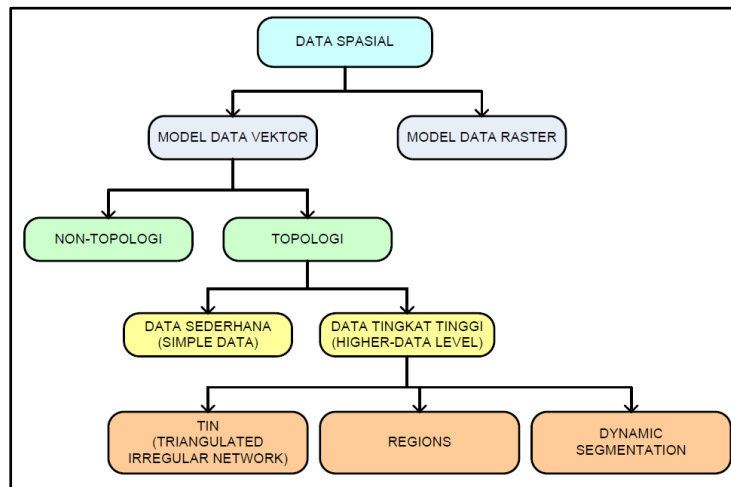 DATA SPASIAL
MODEL DATA VEKTOR
MODEL DATA RASTER
NON-TOPOLOGI
TOPOLOGI
DATA SEDERHANA
(SIMPLE DATA)
DATA TINGKAT TINGGI
(HIGHER-DATA LEVEL)
TIN
(TRIANGULATED
IRREGULAR NETWORK)
REGIONS
DYNAMIC
SEGMENTATION